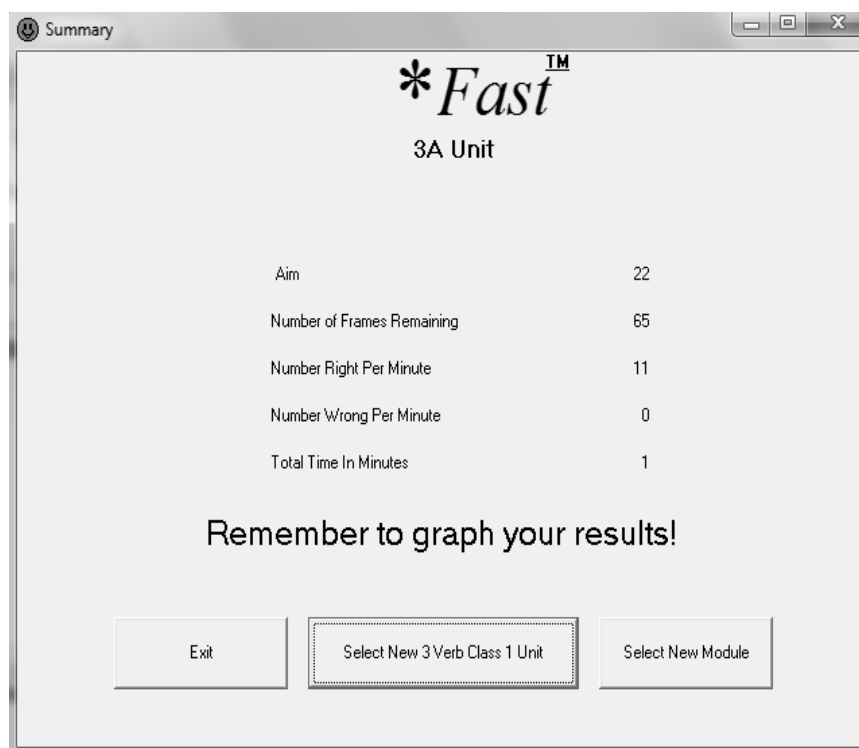 Summary
*Fast™
3A Unit
Aim 22
Number of Frames Remaining 65
Number Right Per Minute 11
Number Wrong Per Minute 0
Total Time In Minutes 1
Remember to graph your results!
Exit Select New 3 Verb Class 1 Unit Select New Module